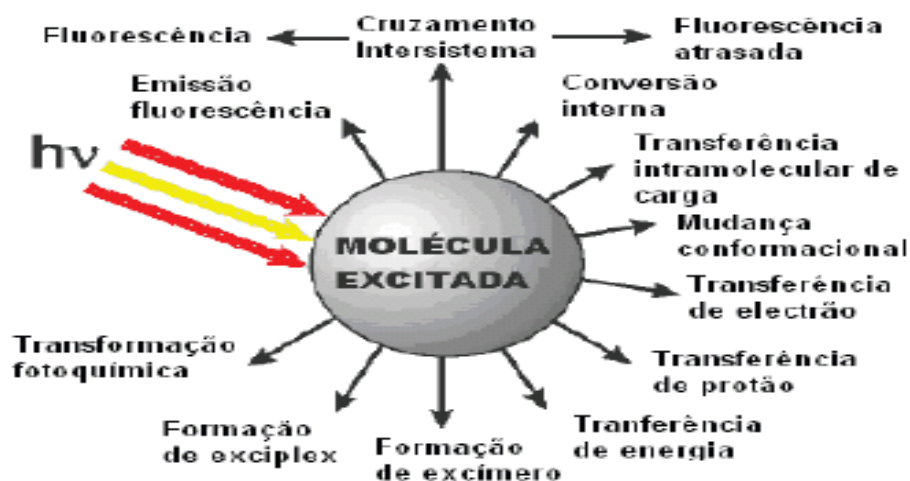 Fluorescência
Cruzamento
Intersistema
Fluorescência
atrasada
Emissão
fluorescência
Conversão
interna
hν
Transferência
intramolecular de
carga
Mudança
conformacional
MOLÉCULA
EXCITADA
Transferência
de electrão
Transformação
fotoquímica
Transferência
de protão
Formação
de exciplex
Formação
de excímero
Tranferência
de energia